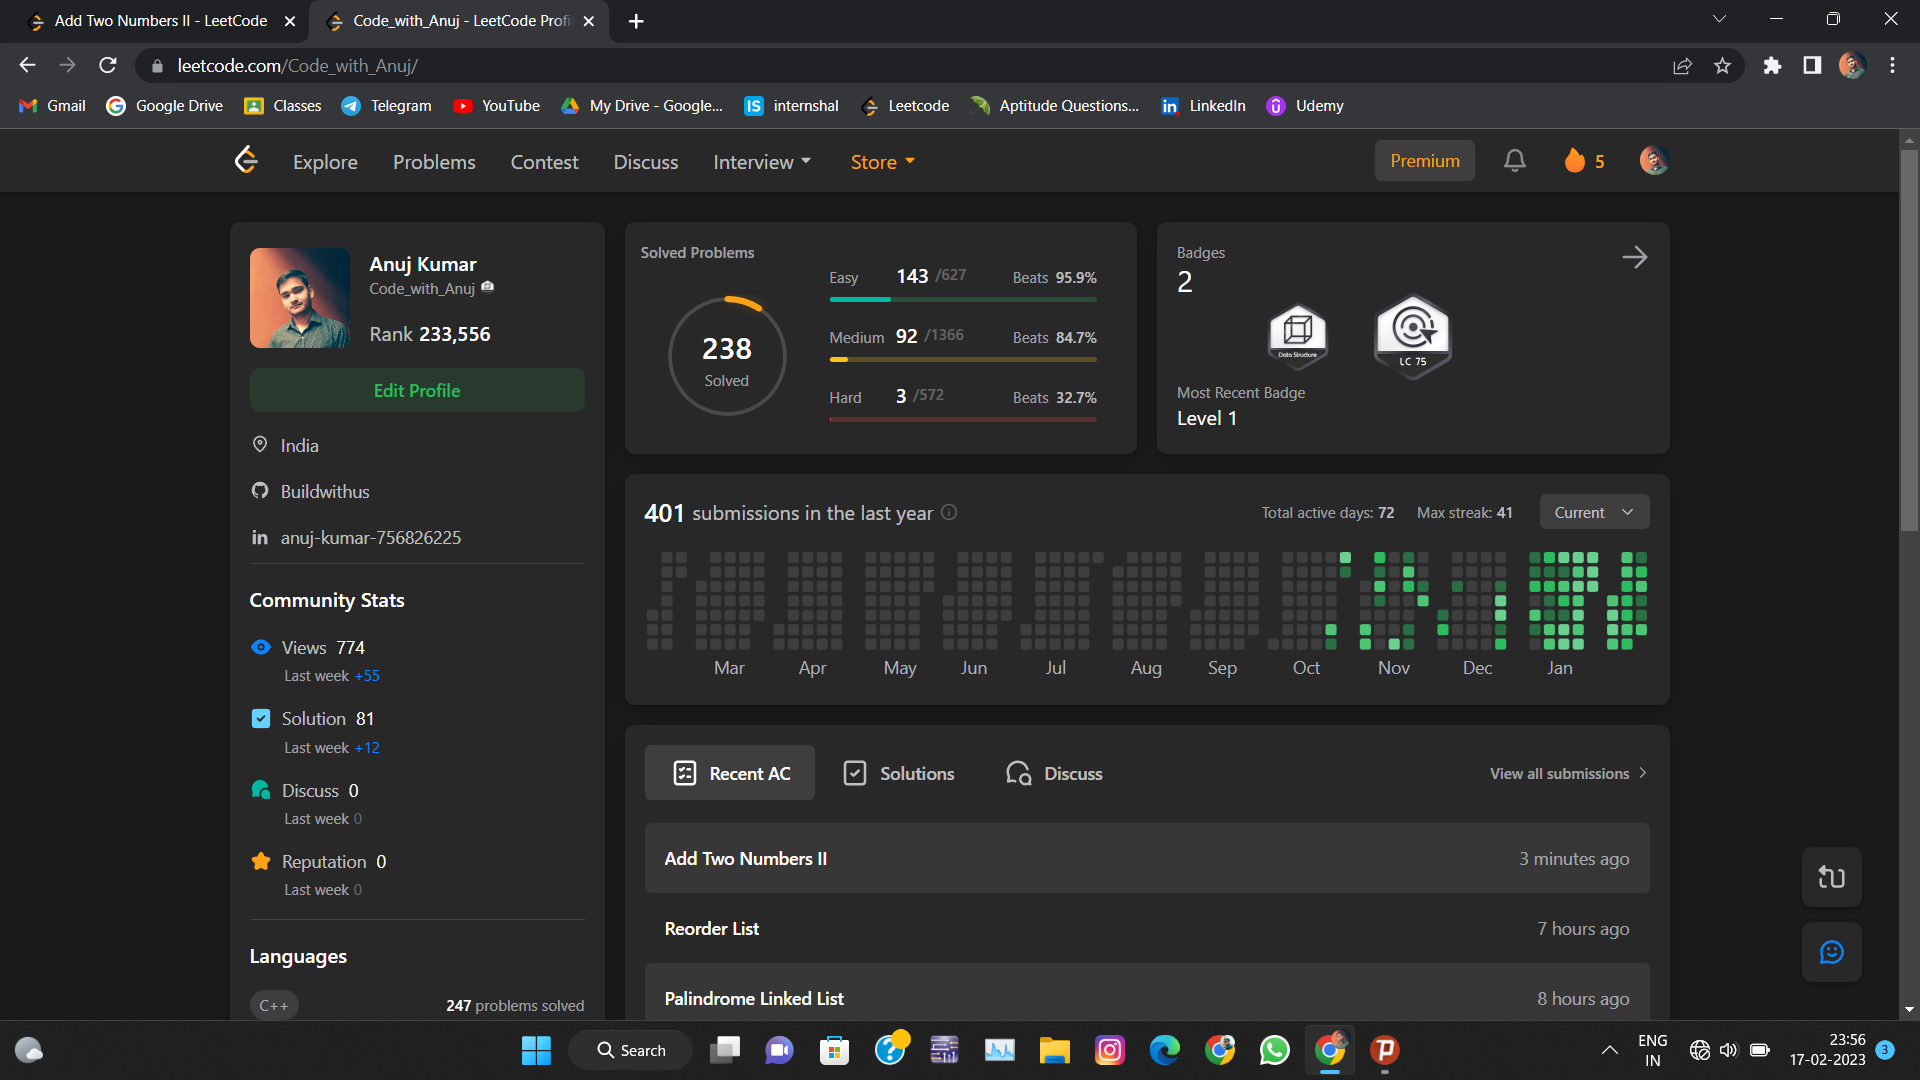 Add Two Numbers II - LeetCode
Code_with_Anuj - LeetCode Profi
leetcode.com/Code_with_Anuj/
Gmail
Google Drive
Classes
Telegram
YouTube
My Drive - Google...
IS internshal
Leetcode
Aptitude Questions...
in LinkedIn
Udemy
Explore
Problems
Contest
Discuss
Interview
Store
Premium
5
Anuj Kumar
Code_with_Anuj
Rank 233,556
Edit Profile
India
Buildwithus
in anuj-kumar-756826225
Community Stats
Views 774
Last week +55
Solution 81
Last week +12
Discuss 0
Last week 0
Reputation 0
Last week 0
Languages
C++
247 problems solved
Solved Problems
238
Solved
Easy 143 /627 Beats 95.9%
Medium 92 /1366 Beats 84.7%
Hard 3 /572 Beats 32.7%
Badges
2
Data Structure
LC 75
Most Recent Badge
Level 1
401 submissions in the last year
Total active days: 72 Max streak: 41
Current
Mar Apr May Jun Jul Aug Sep Oct Nov Dec Jan
Recent AC
Solutions
Discuss
View all submissions
Add Two Numbers II 3 minutes ago
Reorder List 7 hours ago
Palindrome Linked List 8 hours ago
Search
ENG
IN
23:56
17-02-2023
3